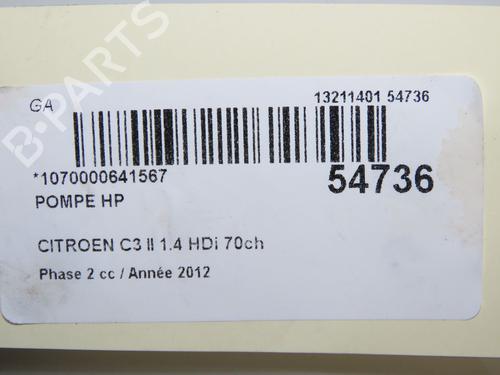 GA
13211401 54736
*1070000641567
54736
POMPE HP
CITROEN C3 II 1.4 HDi 70ch
Phase 2 cc / Année 2012
B-PARTS